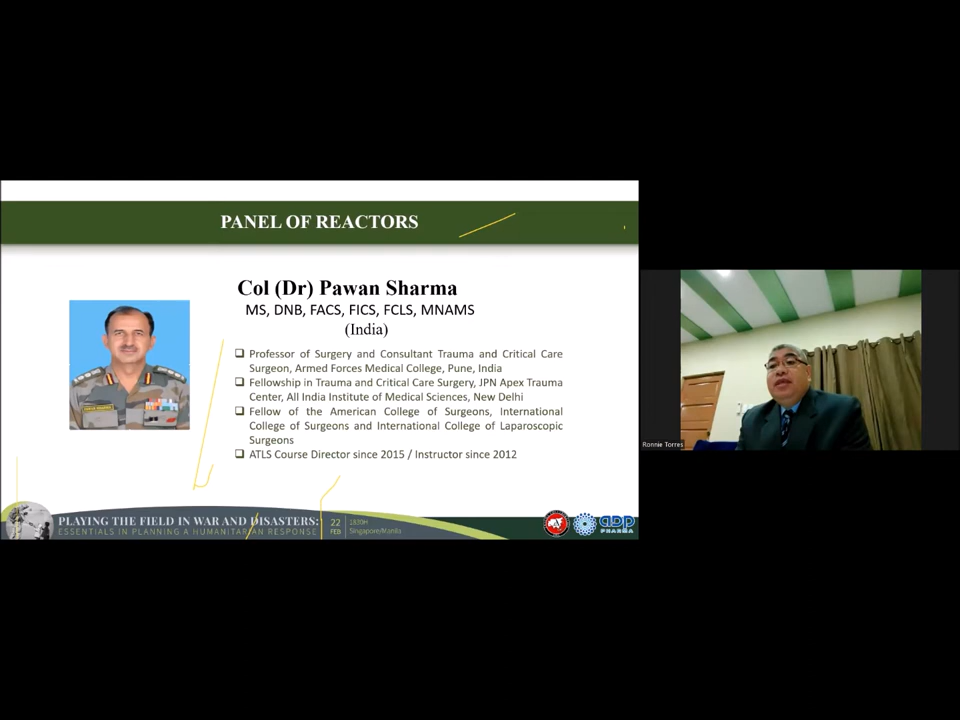 PANEL OF REACTORS
Col (Dr) Pawan Sharma
MS, DNB, FACS, FICS, FCLS, MNAMS
(India)
Professor of Surgery and Consultant Trauma and Critical Care
Surgeon, Armed Forces Medical College, Pune, India
Fellowship in Trauma and Critical Care Surgery, JPN Apex Trauma
Center, All India Institute of Medical Sciences, New Delhi
Fellow of the American College of Surgeons, International
College of Surgeons and International College of Laparoscopic
Surgeons
ATLS Course Director since 2015 / Instructor since 2012
Ronnie Torres
PLAYING THE FIELD IN WAR AND DISASTERS:
ESSENTIALS IN PLANNING A HUMANITARIAN RESPONSE
22
FEB
1830H
Singapore/Manila
PHARMA